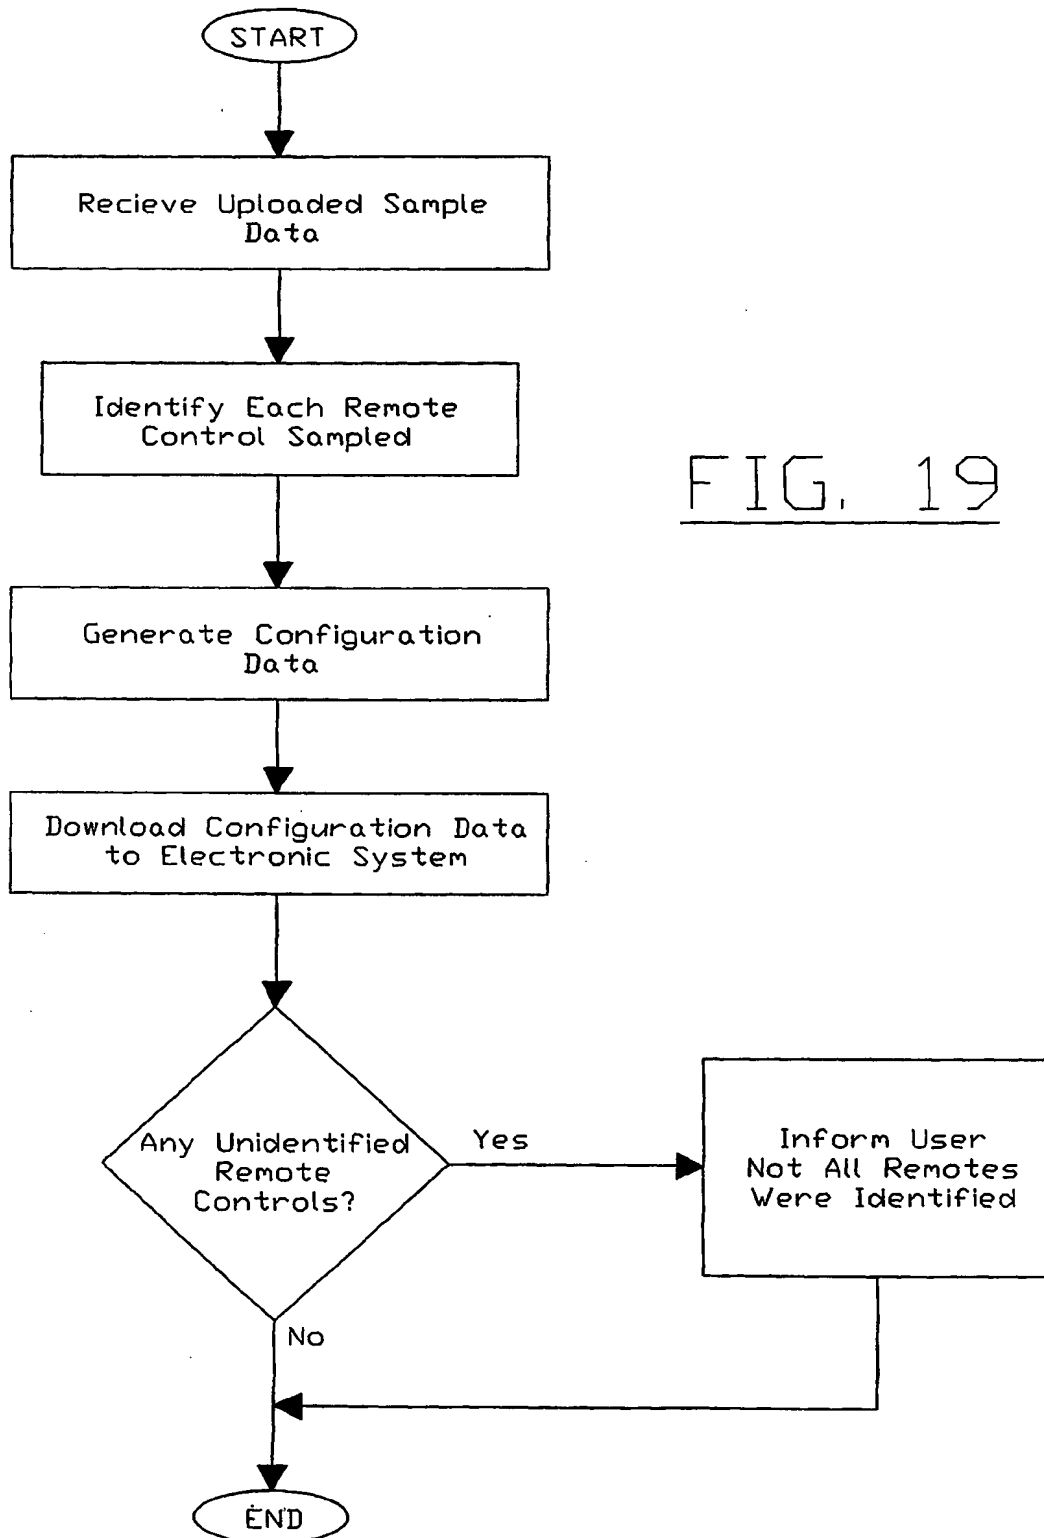 START
Recieve Uploaded Sample
Data
Identify Each Remote
Control Sampled
FIG. 19
Generate Configuration
Data
Download Configuration Data
to Electronic System
Any Unidentified
Remote
Controls?
Yes
Inform User
Not All Remotes
Were Identified
No
END